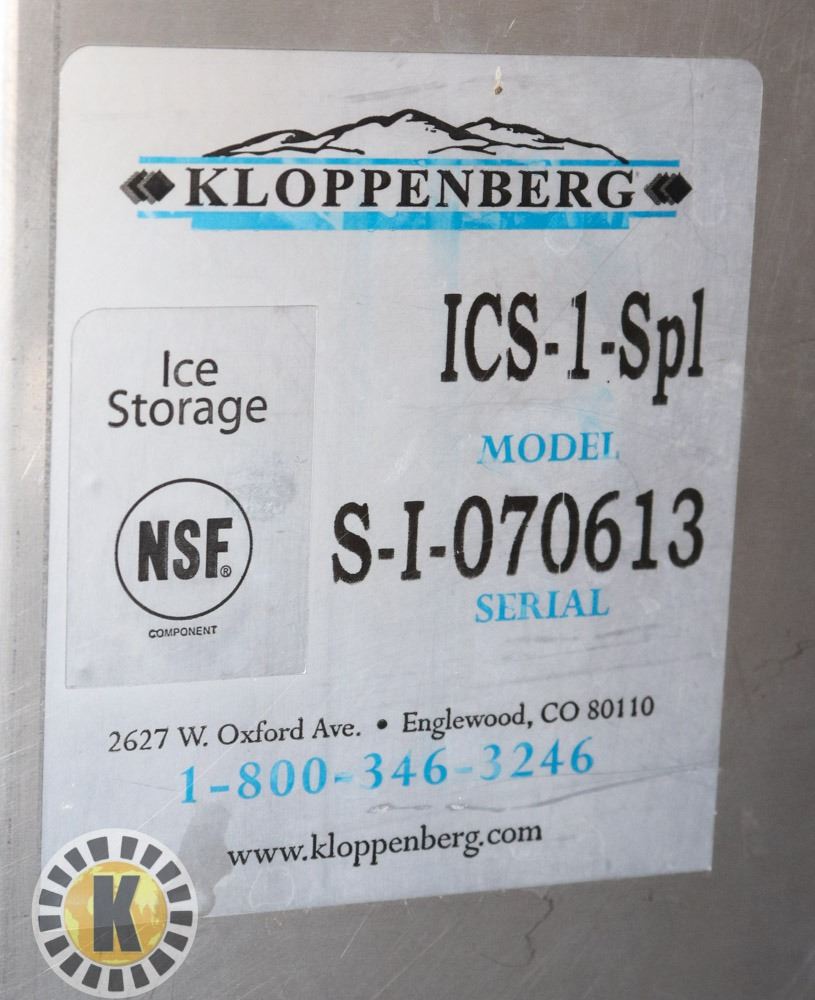 KLOPPENBERG
ICS-1-Spl
MODEL
Ice
Storage
NSF®
COMPONENT
S-I-070613
SERIAL
2627 W. Oxford Ave. • Englewood, CO 80110
1-800-346-3246
www.kloppenberg.com
K